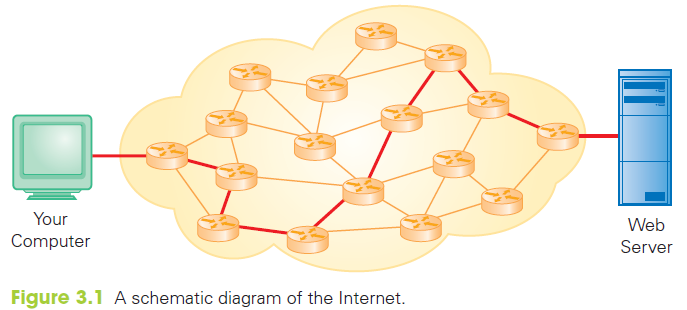 Your
Computer
Web
Server
Figure 3.1 A schematic diagram of the Internet.